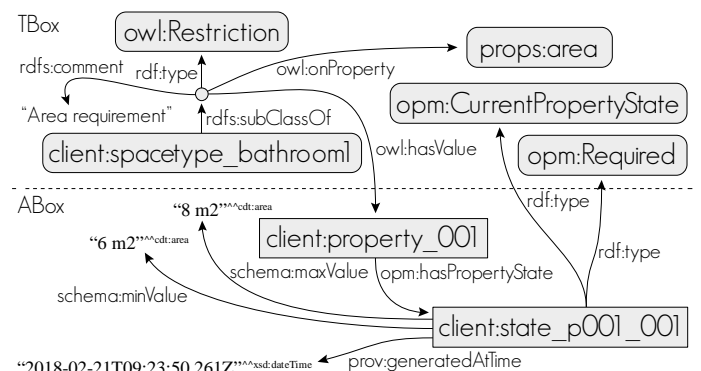 TBox
owl:Restriction
props:area
rdfs:comment
rdf:type
owl:onProperty
opm:CurrentPropertyState
“Area requirement”
rdfs:subClassOf
client:spacetype_bathroom1
owl:hasValue
opm:Required
ABox
“8 m2”^^cdt:area
rdf:type
“6 m2”^^cdt:area
client:property_001
rdf:type
schema:maxValue
opm:hasPropertyState
schema:minValue
client:state_p001_001
“2018-02-21T09:23:50.261Z”^^xsd:dateTime
prov:generatedAtTime